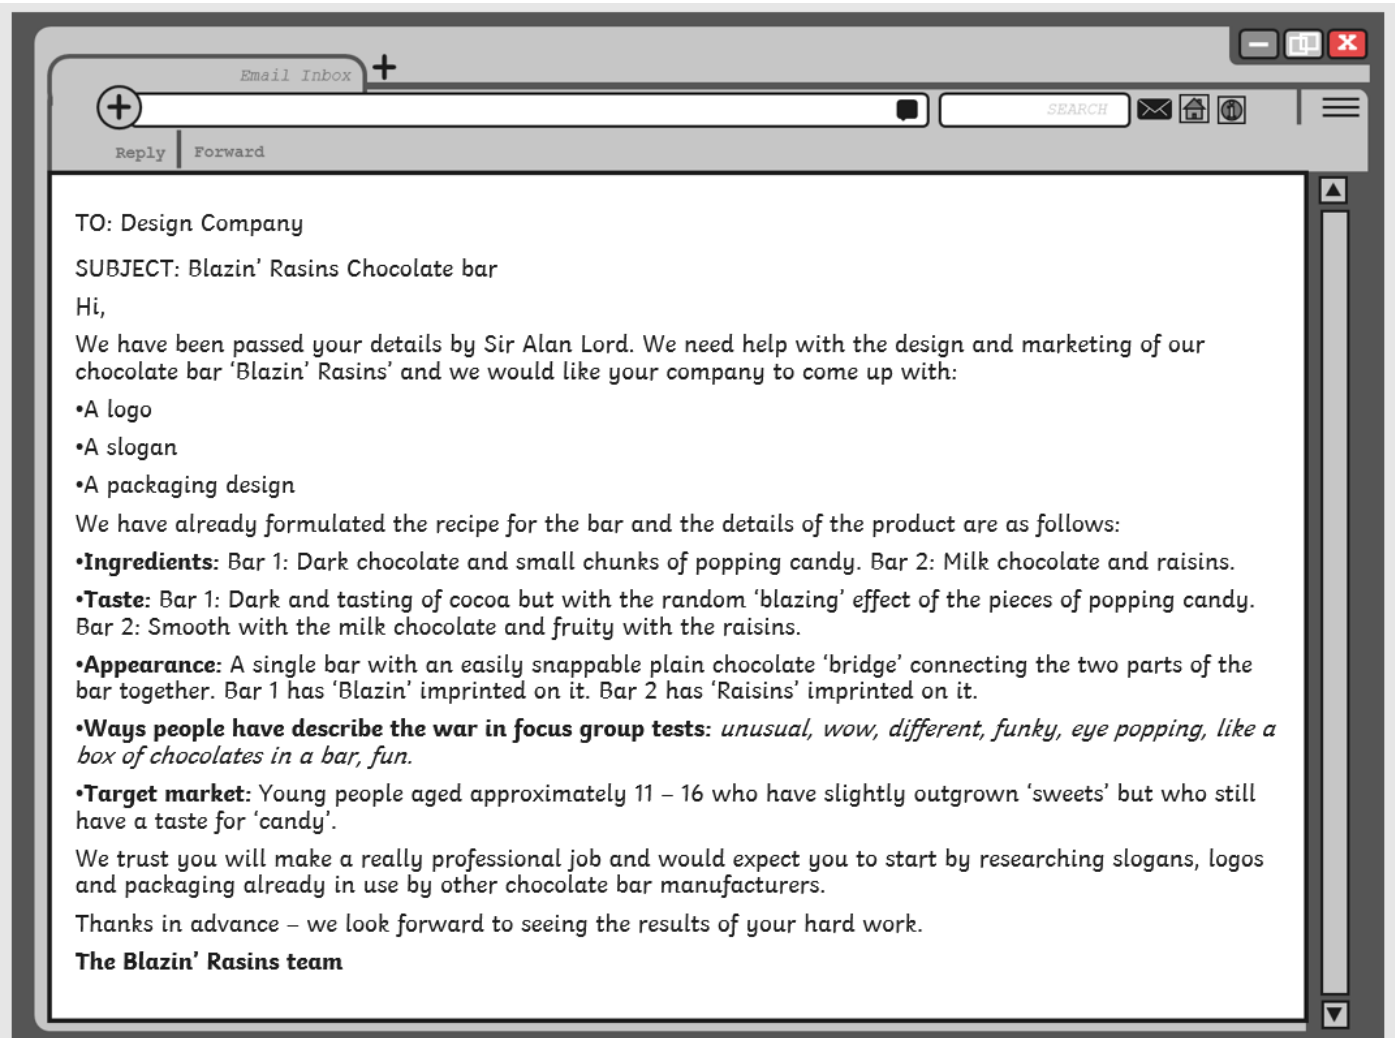 Email Inbox
SEARCH
Reply
Forward
TO: Design Company
SUBJECT: Blazin’ Rasins Chocolate bar
Hi,
We have been passed your details by Sir Alan Lord. We need help with the design and marketing of our
chocolate bar ‘Blazin’ Rasins’ and we would like your company to come up with:
•A logo
•A slogan
•A packaging design
We have already formulated the recipe for the bar and the details of the product are as follows:
•Ingredients: Bar 1: Dark chocolate and small chunks of popping candy. Bar 2: Milk chocolate and raisins.
•Taste: Bar 1: Dark and tasting of cocoa but with the random ‘blazing’ effect of the pieces of popping candy.
Bar 2: Smooth with the milk chocolate and fruity with the raisins.
•Appearance: A single bar with an easily snappable plain chocolate ‘bridge’ connecting the two parts of the
bar together. Bar 1 has ‘Blazin’ imprinted on it. Bar 2 has ‘Raisins’ imprinted on it.
•Ways people have describe the war in focus group tests: unusual, wow, different, funky, eye popping, like a
box of chocolates in a bar, fun.
•Target market: Young people aged approximately 11 – 16 who have slightly outgrown ‘sweets’ but who still
have a taste for ‘candy’.
We trust you will make a really professional job and would expect you to start by researching slogans, logos
and packaging already in use by other chocolate bar manufacturers.
Thanks in advance – we look forward to seeing the results of your hard work.
The Blazin’ Rasins team